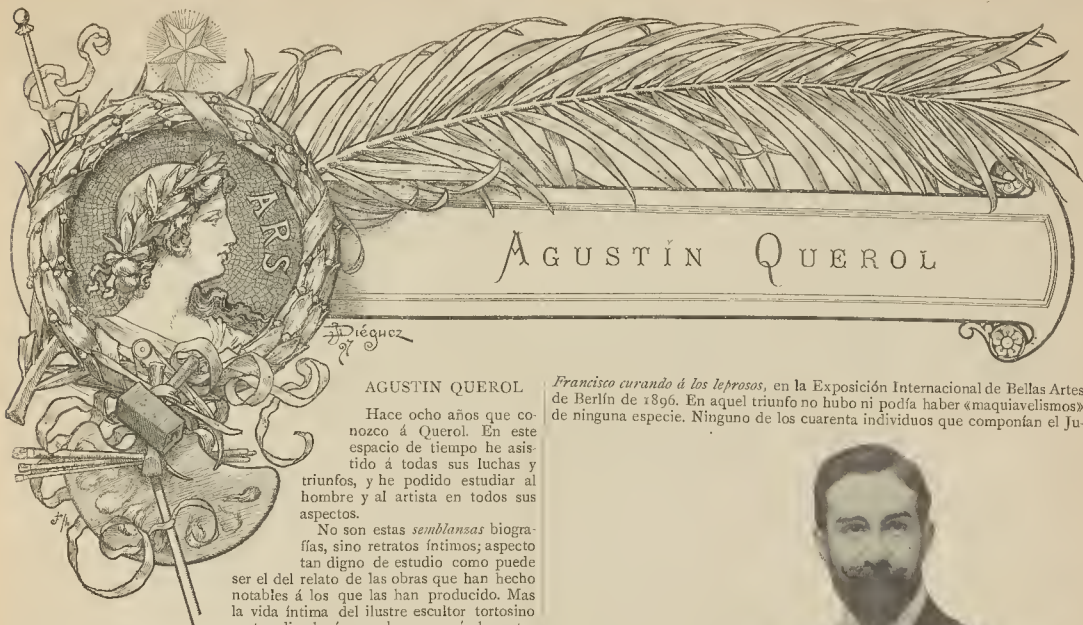 ARS
AGUSTÍN QUEROL
Diéguez
97
AGUSTIN QUEROL
Hace ocho años que co-
nozco á Querol. En este
espacio de tiempo he asis-
tido á todas sus luchas y
triunfos, y he podido estudiar al
hombre y al artista en todos sus
aspectos.
No son estas semblanzas biogra-
fías, sino retratos íntimos; aspecto
tan digno de estudio como puede
ser el del relato de las obras que han hecho
notables á los que las han producido. Mas
la vida íntima del ilustre escultor tortosino
Francisco curando á los leprosos, en la Exposición Internacional de Bellas Artes
de Berlín de 1896. En aquel triunfo no hubo ni podía haber «maquiavelismos»
de ninguna especie. Ninguno de los cuarenta individuos que componían el Ju-